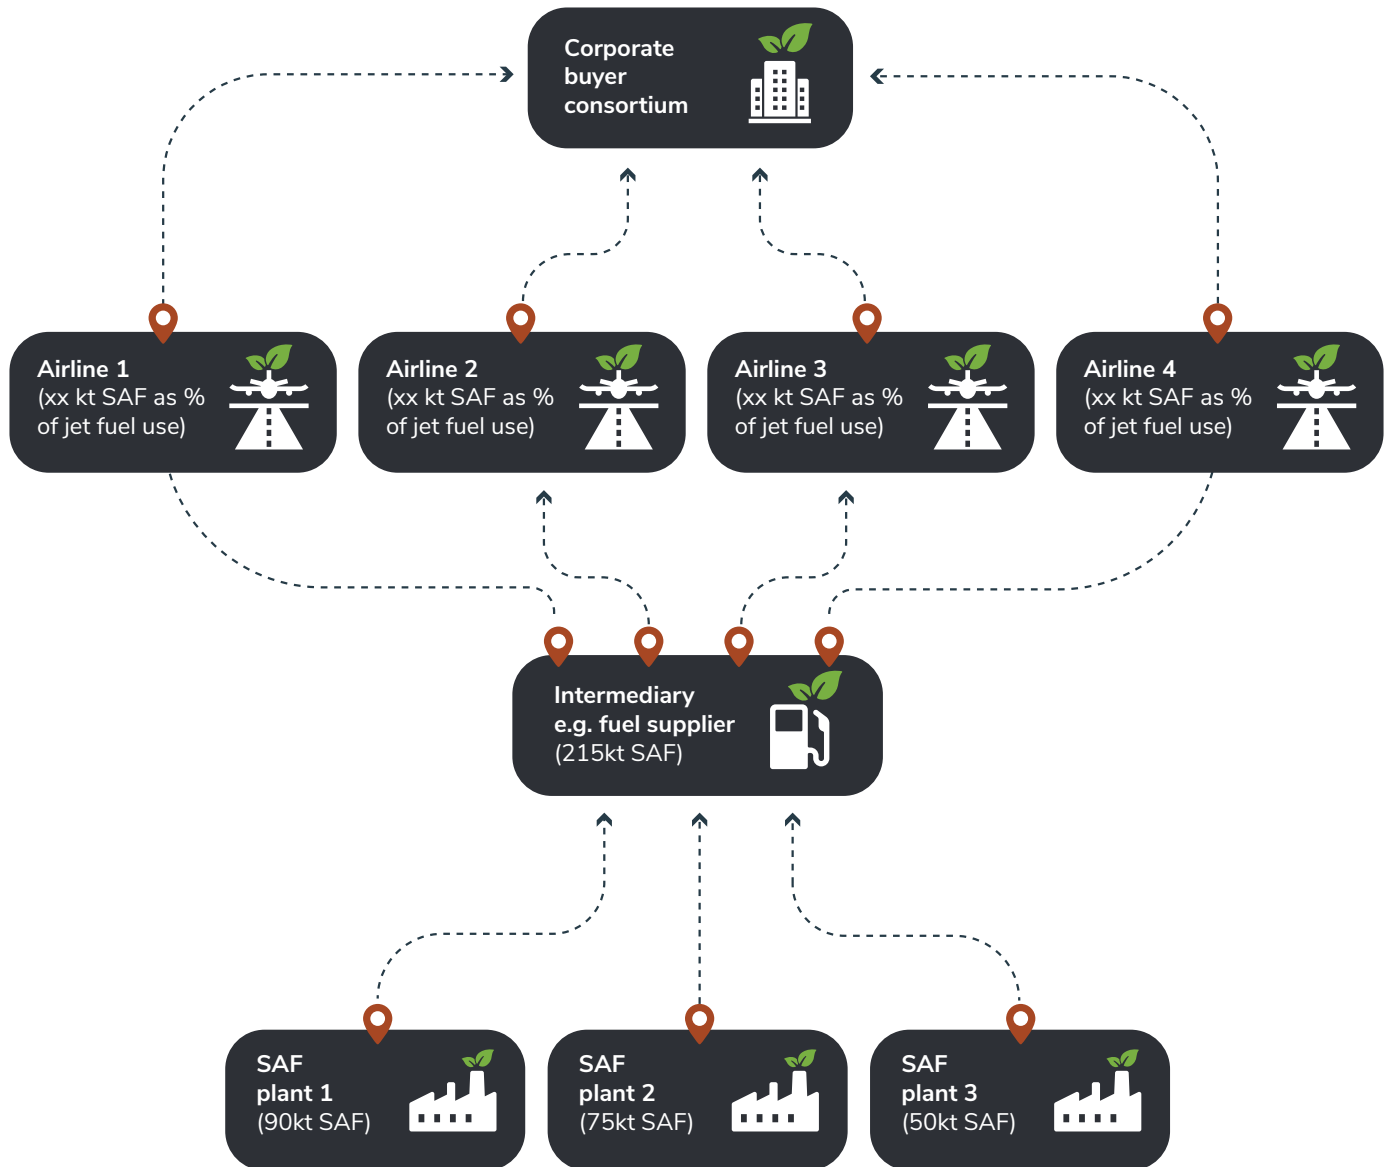 Corporate
buyer
consortium
Airline 1
(xx kt SAF as %
of jet fuel use)
Airline 2
(xx kt SAF as %
of jet fuel use)
Airline 3
(xx kt SAF as %
of jet fuel use)
Airline 4
(xx kt SAF as %
of jet fuel use)
Intermediary
e.g. fuel supplier
(215kt SAF)
SAF
plant 1
(90kt SAF)
SAF
plant 2
(75kt SAF)
SAF
plant 3
(50kt SAF)